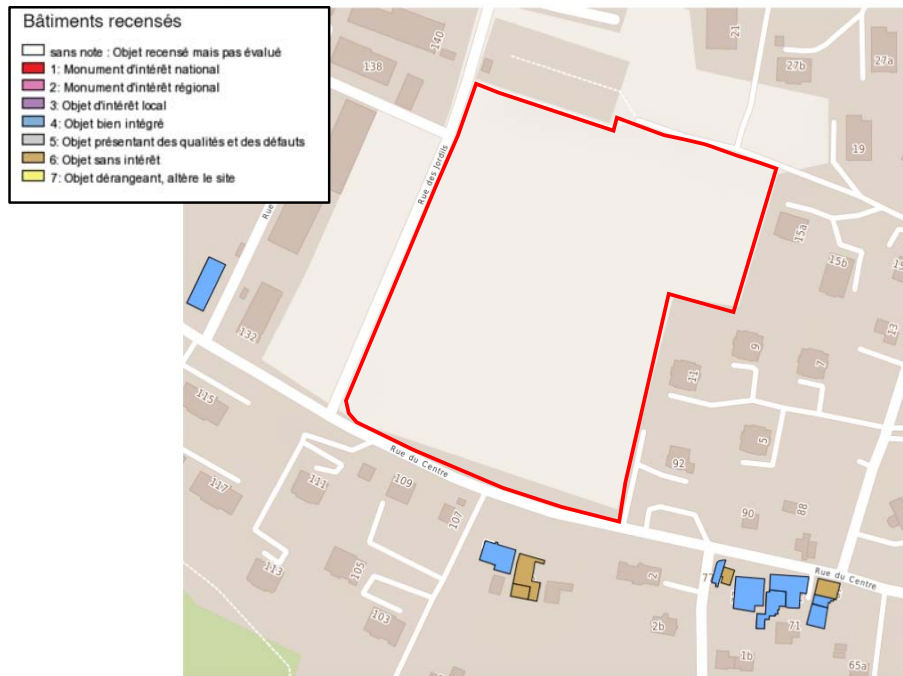 Bâtiments recensés
sans note : Objet recensé mais pas évalué
1: Monument d'intérêt national
2: Monument d'intérêt régional
3: Objet d'intérêt local
4: Objet bien intégré
5: Objet présentant des qualités et des défauts
6: Objet sans intérêt
7: Objet dérangeant, altère le site
140
138
21
27b
27a
19
Rue des Jordils
Rue
15a
15b
15
13
132
9
7
11
5
115
117
111
Rue du Centre
109
107
92
90
88
113
105
103
2
2b
77
Rue du Centre
71
1b
65a